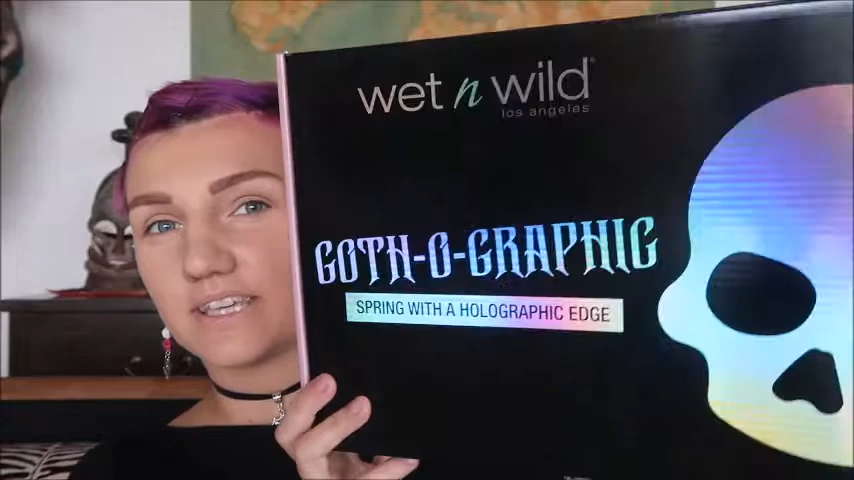 wet n wild
los angeles
GOTH-O-GRAPHIC
SPRING WITH A HOLOGRAPHIC EDGE